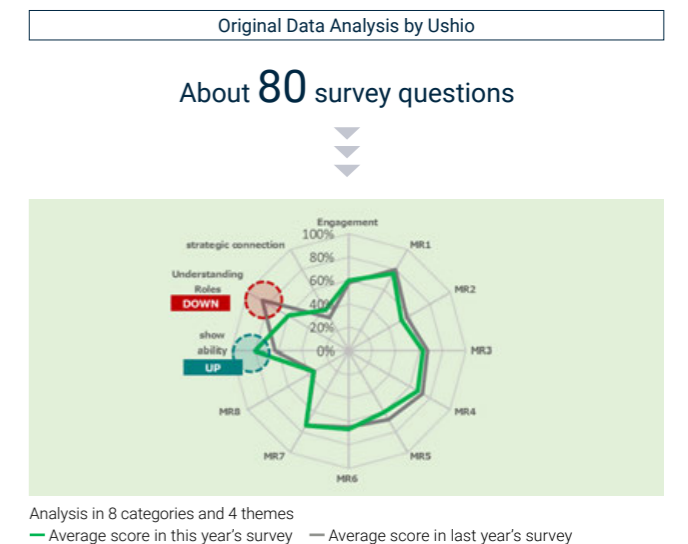 Original Data Analysis by Ushio
About 80 survey questions
Engagement
100%
strategic connection
MR1
80%
Understanding
Roles
60%
MR2
DOWN
40%
20%
show
ability
0%
MR3
UP
MR8
MR4
MR7
MR5
MR6
Analysis in 8 categories and 4 themes
Average score in this year's survey Average score in last year's survey